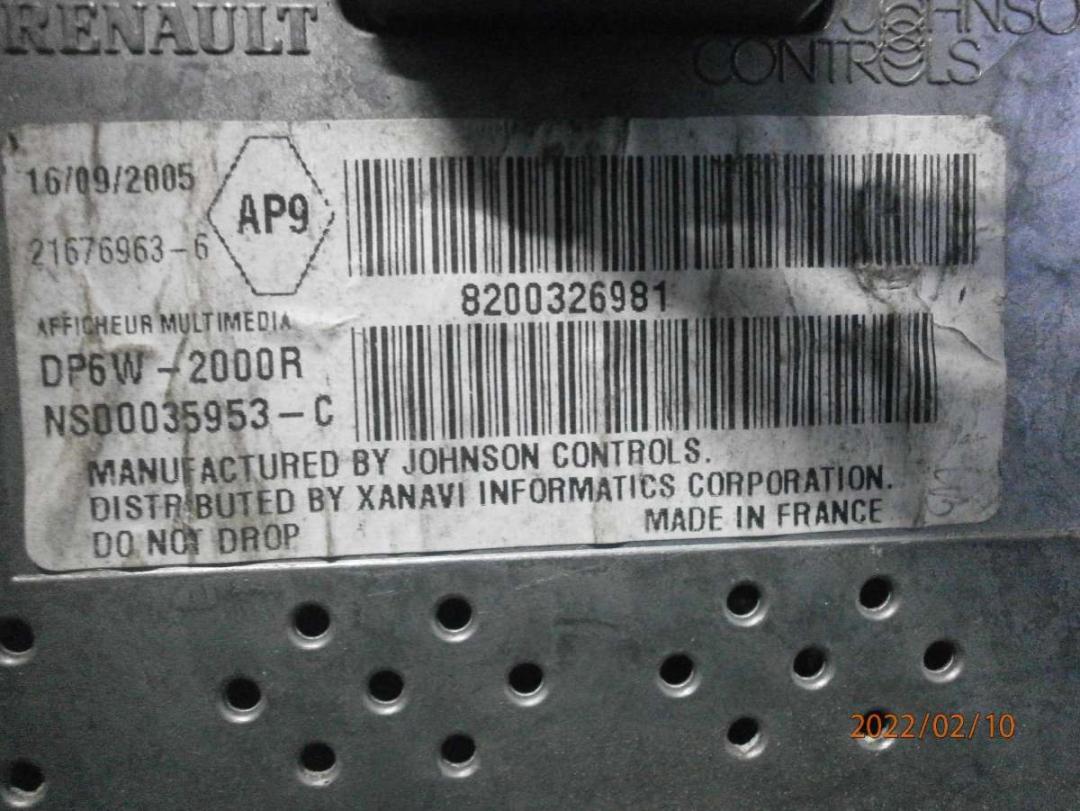 RENAULT
JOHNSON
CONTROLS
16/09/2005
AP9
21676963-6
8200326981
AFFICHEUR MULTIMEDIA
DP6W-2000R
NS00035953-C
MANUFACTURED BY JOHNSON CONTROLS.
DISTRIBUTED BY XANAVI INFORMATICS CORPORATION.
MADE IN FRANCE
DO NOT DROP
2022/02/10